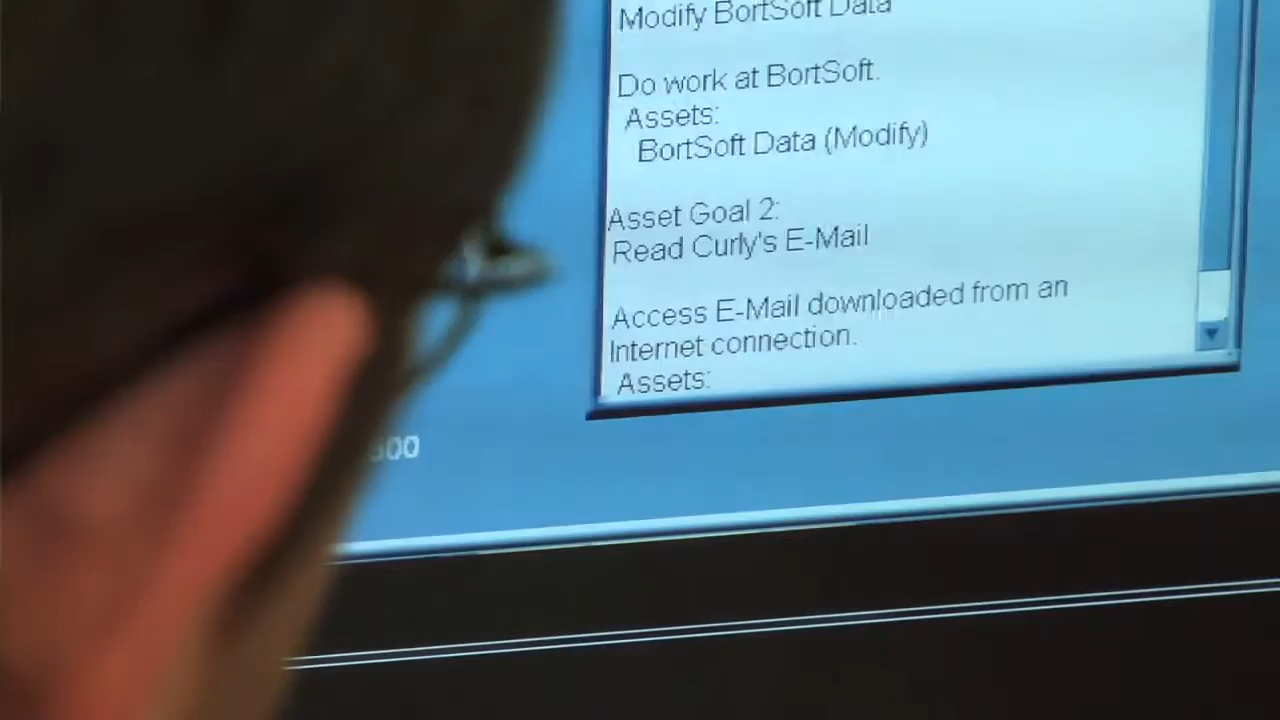 Modify BortSoft Data
Do work at BortSoft.
Assets:
BortSoft Data (Modify)
Asset Goal 2:
Read Curly's E-Mail
Access E-Mail downloaded from an
Internet connection.
Assets: